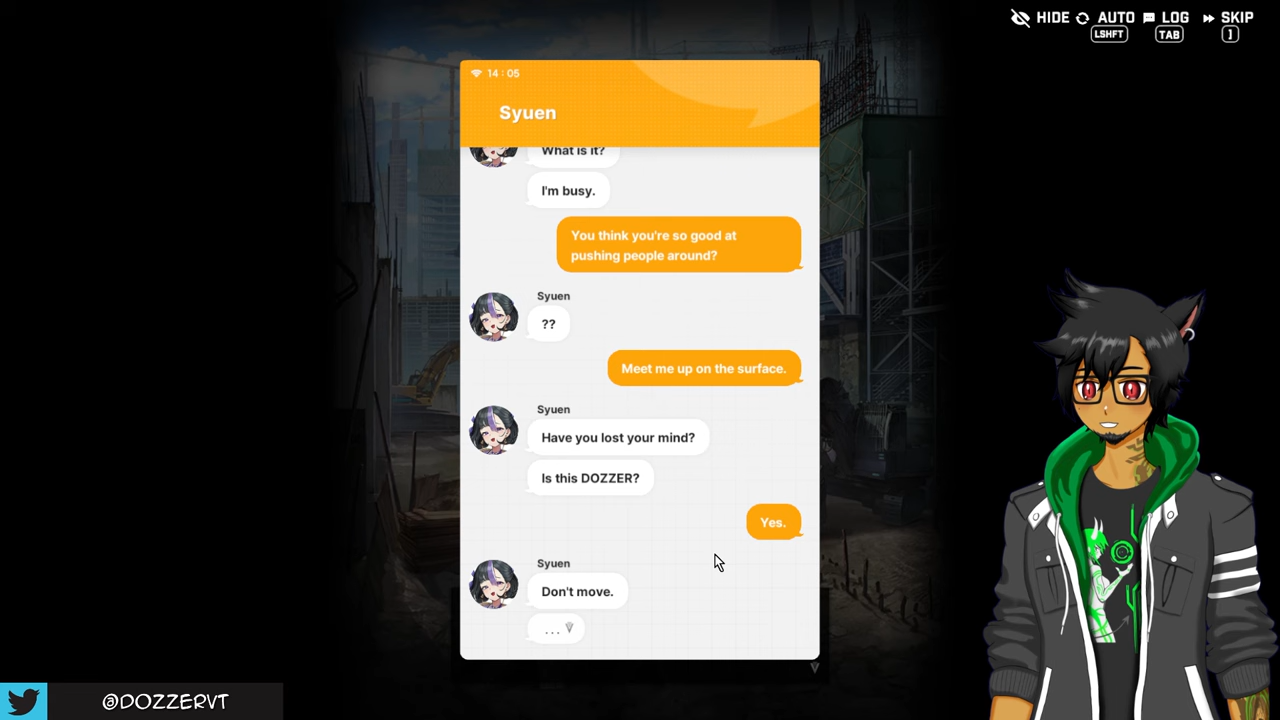 HIDE
AUTO
LOG
SKIP
LSHFT
TAB
]
14:05
Syuen
What is it?
I'm busy.
You think you're so good at
pushing people around?
Syuen
??
Meet me up on the surface.
Syuen
Have you lost your mind?
Is this DOZZER?
Yes.
Syuen
Don't move.
...
@DOZZERVT